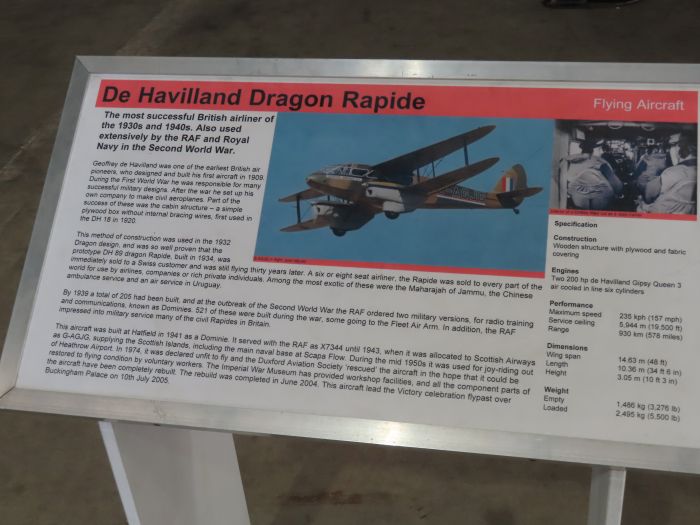 De Havilland Dragon Rapide
Flying Aircraft
The most successful British airliner of
the 1930s and 1940s. Also used
extensively by the RAF and Royal
Navy in the Second World War.
Geoffrey de Havilland was one of the earliest British air
pioneers, who designed and built his first aircraft in 1909.
During the First World War he was responsible for many
successful military designs. After the war he set up his
own company to make civil aeroplanes. Part of the
success of these was the cabin structure – a simple
plywood box without internal bracing wires, first used in
the DH 18 in 1920.
This method of construction was used in the 1932
Dragon design, and was so well proven that the
prototype DH 89 dragon Rapide, built in 1934, was
immediately sold to a Swiss customer and was still flying thirty years later. A six or eight seat airliner, the Rapide was sold to every part of the
world for use by airlines, companies or rich private individuals. Among the most exotic of these were the Maharajah of Jammu, the Chinese
ambulance service and an air service in Uruguay.
By 1939 a total of 205 had been built, and at the outbreak of the Second World War the RAF ordered two military versions, for radio training
and communications, known as Dominies. 521 of these were built during the war, some going to the Fleet Air Arm. In addition, the RAF
impressed into military service many of the civil Rapides in Britain.
This aircraft was built at Hatfield in 1941 as a Dominie. It served with the RAF as X7344 until 1943, when it was allocated to Scottish Airways
as G-AGJG, supplying the Scottish Islands, including the main naval base at Scapa Flow. During the mid 1950s it was used for joy-riding out
of Heathrow Airport. In 1974, it was declared unfit to fly and the Duxford Aviation Society 'rescued' the aircraft in the hope that it could be
restored to flying condition by voluntary workers. The Imperial War Museum has provided workshop facilities, and all the component parts of
the aircraft have been completely rebuilt. The rebuild was completed in June 2004. This aircraft lead the Victory celebration flypast over
Buckingham Palace on 10th July 2005.
Specification
Construction
Wooden structure with plywood and fabric
covering
Engines
Two 200 hp de Havilland Gipsy Queen 3
air cooled in line six cylinders
Performance
Maximum speed 235 kph (157 mph)
Service ceiling 5,944 m (19,500 ft)
Range 930 km (578 miles)
Dimensions
Wing span 14.63 m (48 ft)
Length 10.36 m (34 ft 6 in)
Height 3.05 m (10 ft 3 in)
Weight
Empty 1,486 kg (3,276 lb)
Loaded 2,495 kg (5,500 lb)